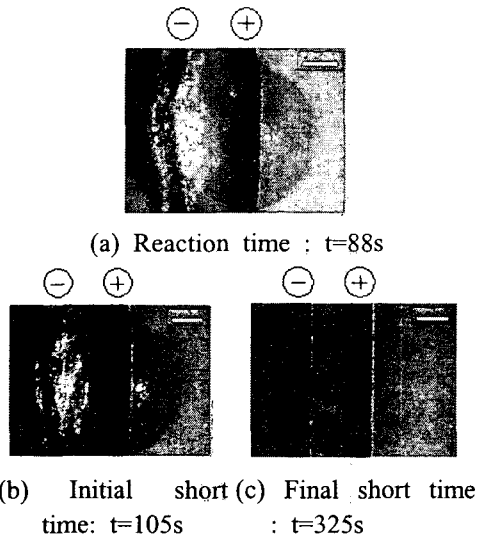 − +
(a) Reaction time : t=88s
− + − +
(b) Initial short (c) Final short time
time: t=105s : t=325s